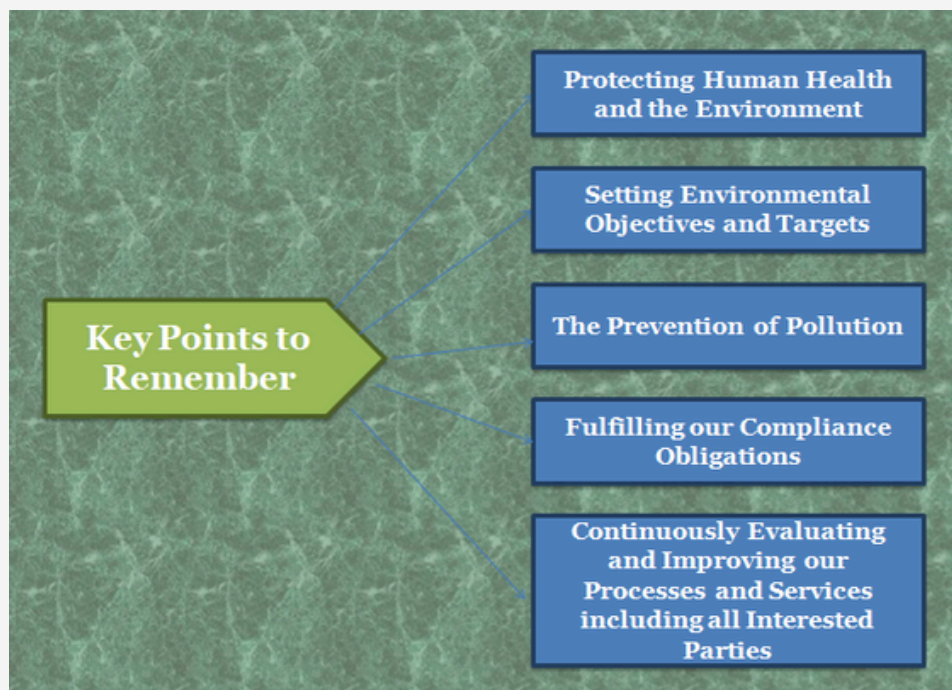 Key Points to
Remember
Protecting Human Health
and the Environment
Setting Environmental
Objectives and Targets
The Prevention of Pollution
Fulfilling our Compliance
Obligations
Continuously Evaluating
and Improving our
Processes and Services
including all Interested
Parties